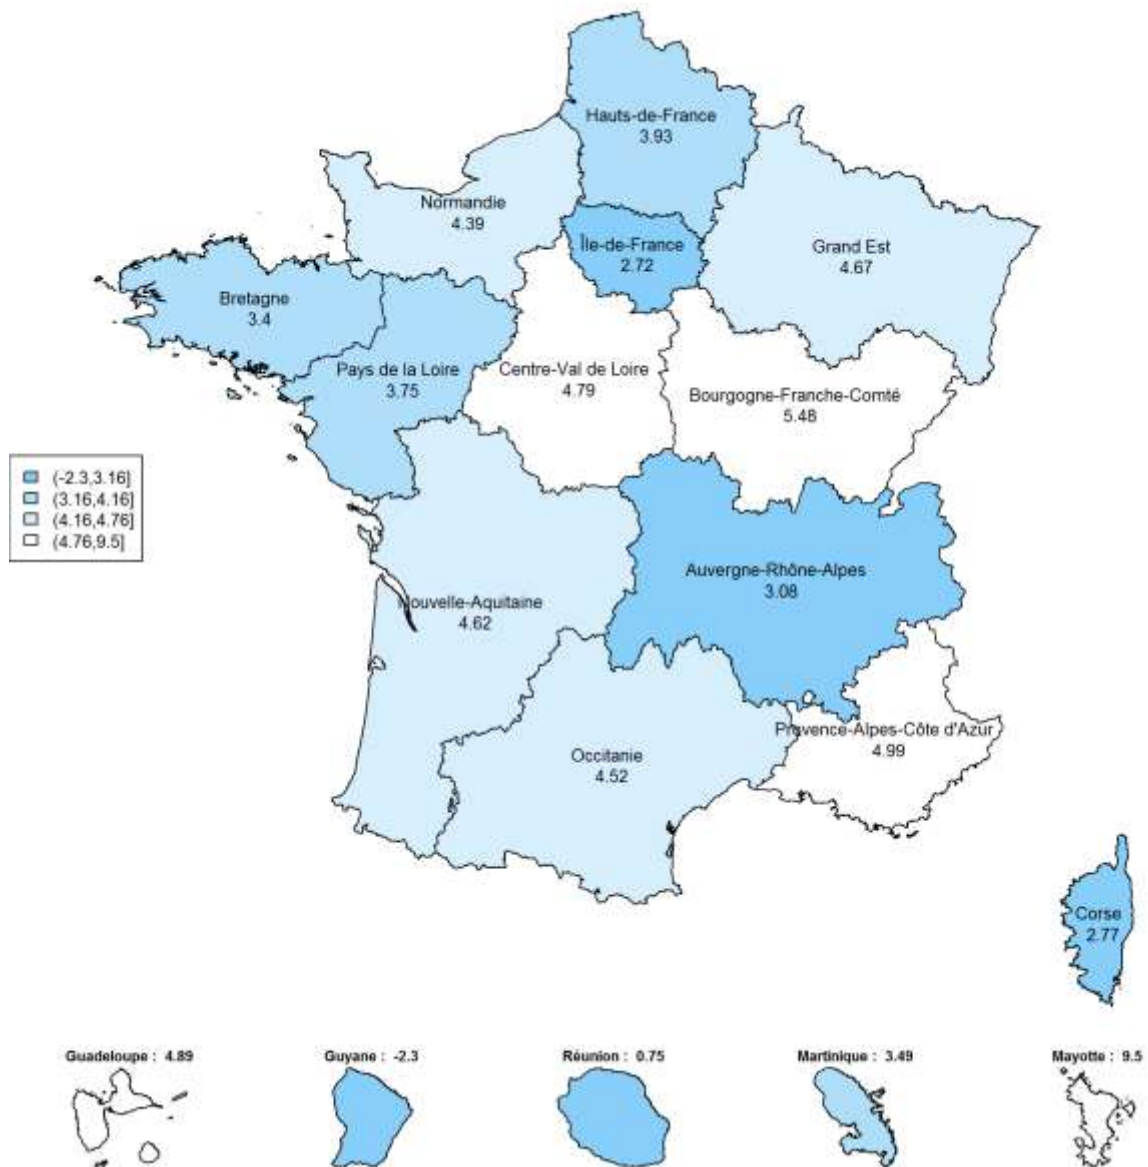 Hauts-de-France
3.93
Normandie
4.39
Île-de-France
2.72
Grand Est
4.67
Bretagne
3.4
Pays de la Loire
3.75
Centre-Val de Loire
4.79
Bourgogne-Franche-Comté
5.48
(-2.3,3.16]
(3.16,4.16]
(4.16,4.76]
(4.76,9.5]
Auvergne-Rhône-Alpes
3.08
Nouvelle-Aquitaine
4.62
Provence-Alpes-Côte d'Azur
4.99
Occitanie
4.52
Corse
2.77
Guadeloupe : 4.89
Guyane : -2.3
Réunion : 0.75
Martinique : 3.49
Mayotte : 9.5